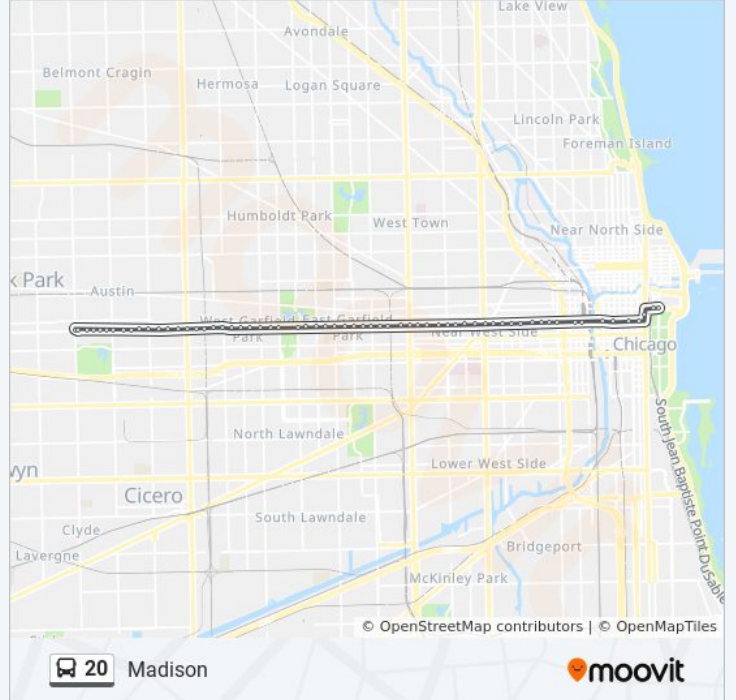 Lake View
Avondale
Belmont Cragin
Hermosa
Logan Square
Lincoln Park
Foreman Island
Humboldt Park
West Town
Near North Side
k Park
Austin
West Garfield
Park
East Garfield
Park
Near West Side
Chicago
South Jean Baptiste Point DuSable
North Lawndale
Lower West Side
wyn
Cicero
South Lawndale
Clyde
Bridgeport
Lavergne
McKinley Park
© OpenStreetMap contributors | © OpenMapTiles
20 Madison
moovit